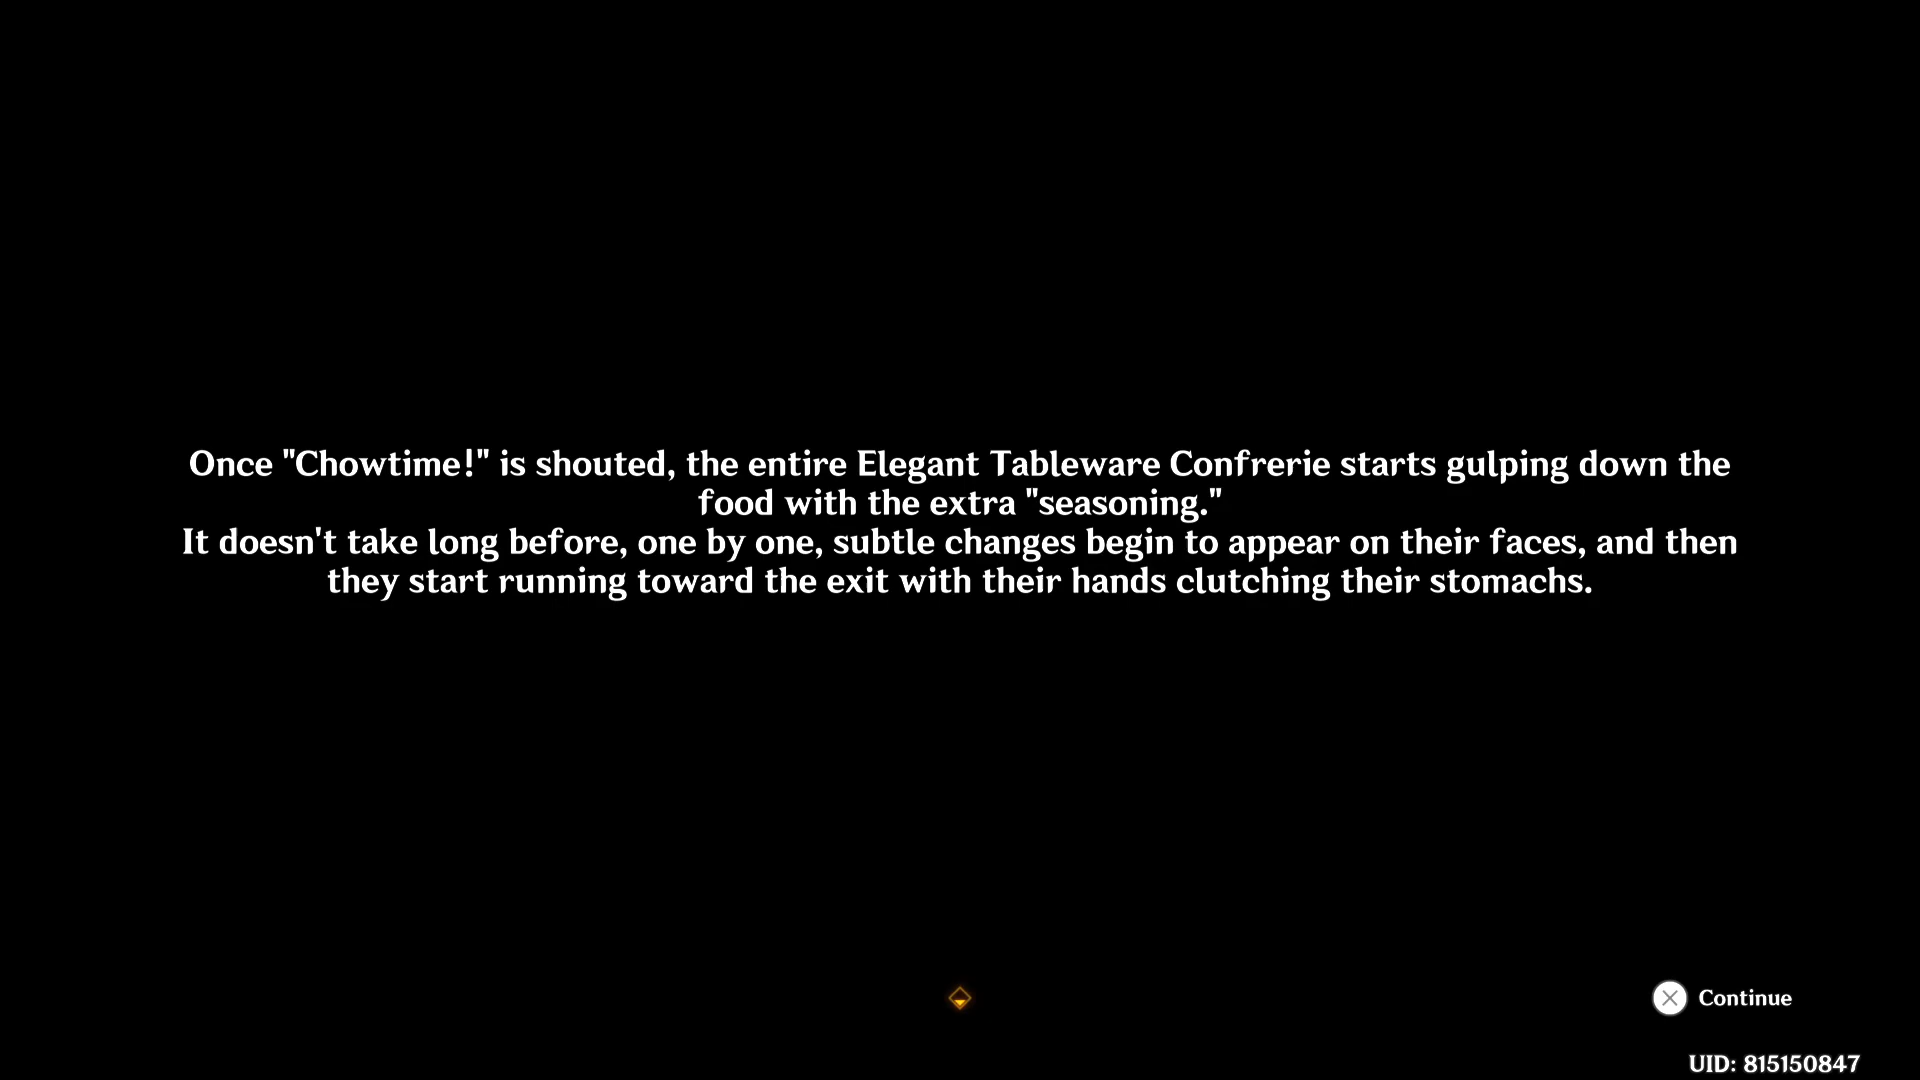 Once "Chowtime!" is shouted, the entire Elegant Tableware Confrerie starts gulping down the
food with the extra "seasoning."
It doesn't take long before, one by one, subtle changes begin to appear on their faces, and then
they start running toward the exit with their hands clutching their stomachs.
Continue
UID: 815150847